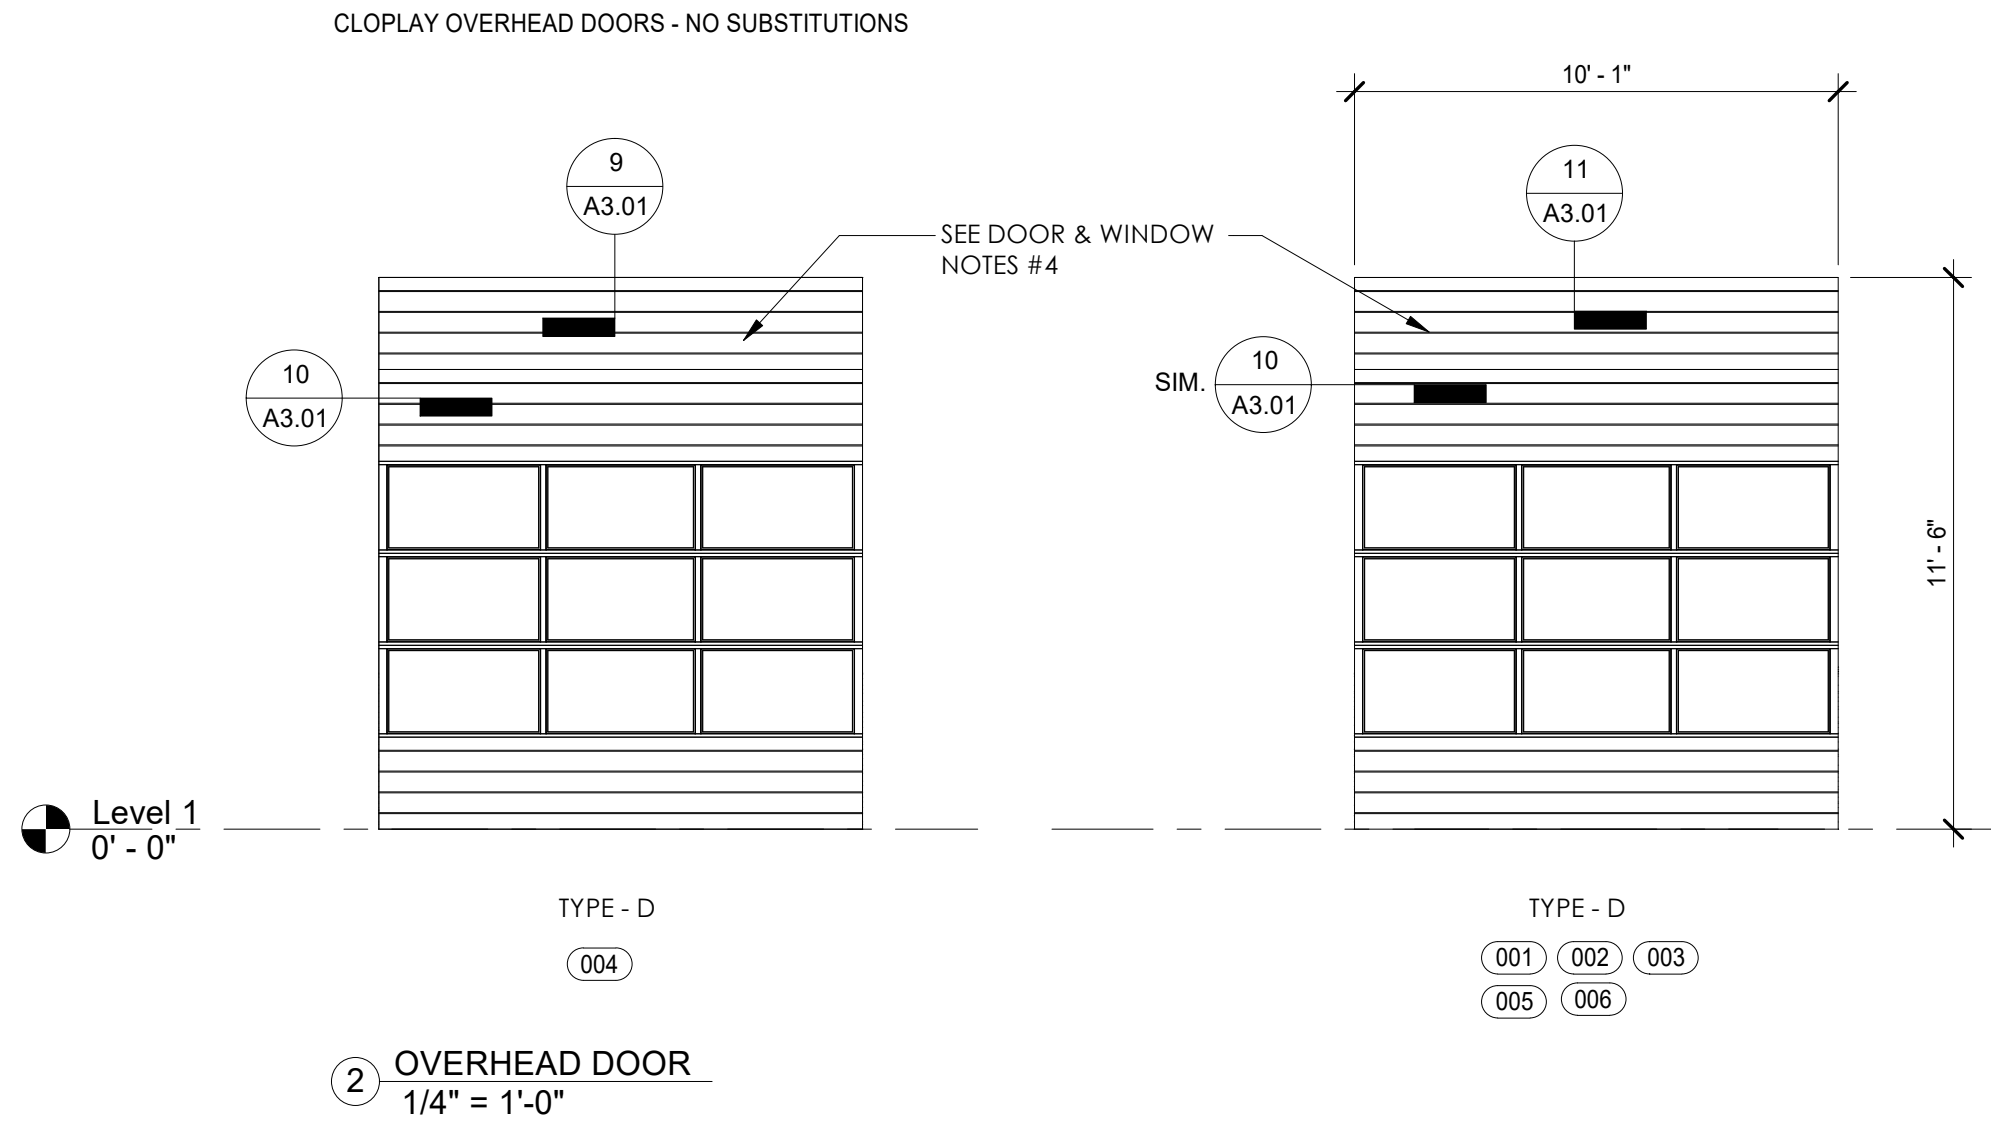 CLOPLAY OVERHEAD DOORS - NO SUBSTITUTIONS
10' - 1"
9
A3.01
11
A3.01
SEE DOOR & WINDOW
NOTES #4
10
A3.01
SIM.
10
A3.01
11' - 6"
Level 1
0' - 0"
TYPE - D
004
TYPE - D
001 002 003
005 006
2 OVERHEAD DOOR
1/4" = 1'-0"